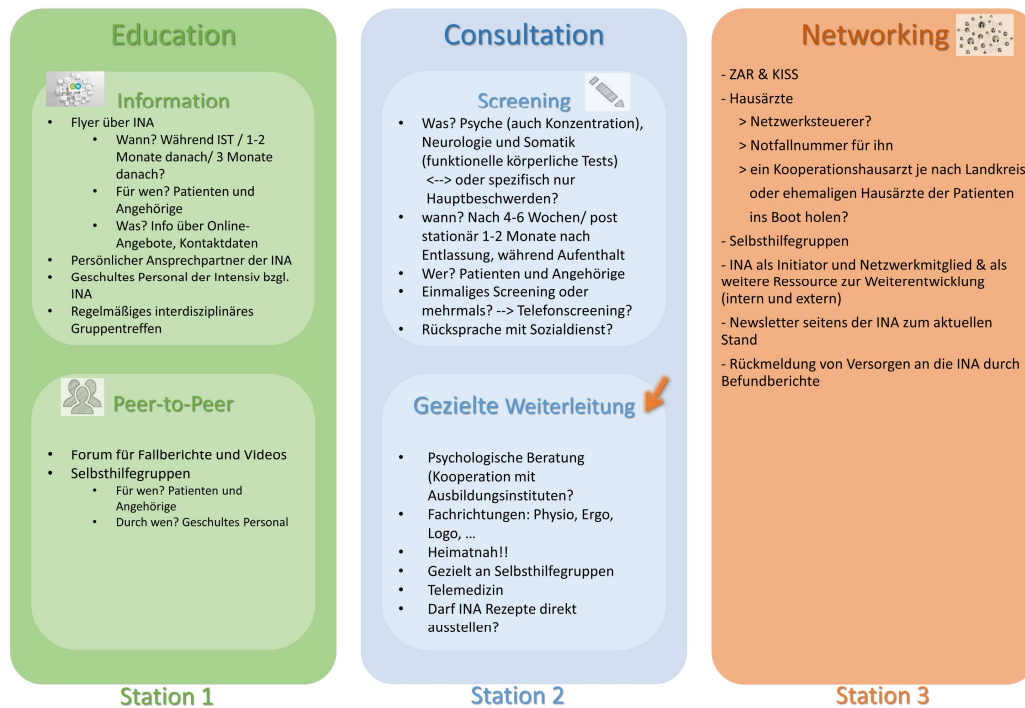 Education
Information
• Flyer über INA
• Wann? Während IST / 1-2
Monate danach/ 3 Monate
danach?
• Für wen? Patienten und
Angehörige
• Was? Info über Online-
Angebote, Kontaktdaten
• Persönlicher Ansprechpartner der INA
• Geschultes Personal der Intensiv bzgl.
INA
• Regelmäßiges interdisziplinäres
Gruppentreffen
Peer-to-Peer
• Forum für Fallberichte und Videos
• Selbsthilfegruppen
• Für wen? Patienten und
Angehörige
• Durch wen? Geschultes Personal
Station 1
Consultation
Screening
• Was? Psyche (auch Konzentration),
Neurologie und Somatik
(funktionelle körperliche Tests)
<--> oder spezifisch nur
Hauptbeschwerden?
• wann? Nach 4-6 Wochen/ post
stationär 1-2 Monate nach
Entlassung, während Aufenthalt
• Wer? Patienten und Angehörige
• Einmaliges Screening oder
mehrmals? --> Telefonscreening?
• Rücksprache mit Sozialdienst?
Gezielte Weiterleitung
• Psychologische Beratung
(Kooperation mit
Ausbildungsinstituten?
• Fachrichtungen: Physio, Ergo,
Logo, ...
• Heimatnah!!
• Gezielt an Selbsthilfegruppen
• Telemedizin
• Darf INA Rezepte direkt
ausstellen?
Station 2
Networking
- ZAR & KISS
- Hausärzte
> Netzwerksteuerer?
> Notfallnummer für ihn
> ein Kooperationshausarzt je nach Landkreis
oder ehemaligen Hausärzte der Patienten
ins Boot holen?
- Selbsthilfegruppen
- INA als Initiator und Netzwerkmitglied & als
weitere Ressource zur Weiterentwicklung
(intern und extern)
- Newsletter seitens der INA zum aktuellen
Stand
- Rückmeldung von Versorgen an die INA durch
Befundberichte
Station 3